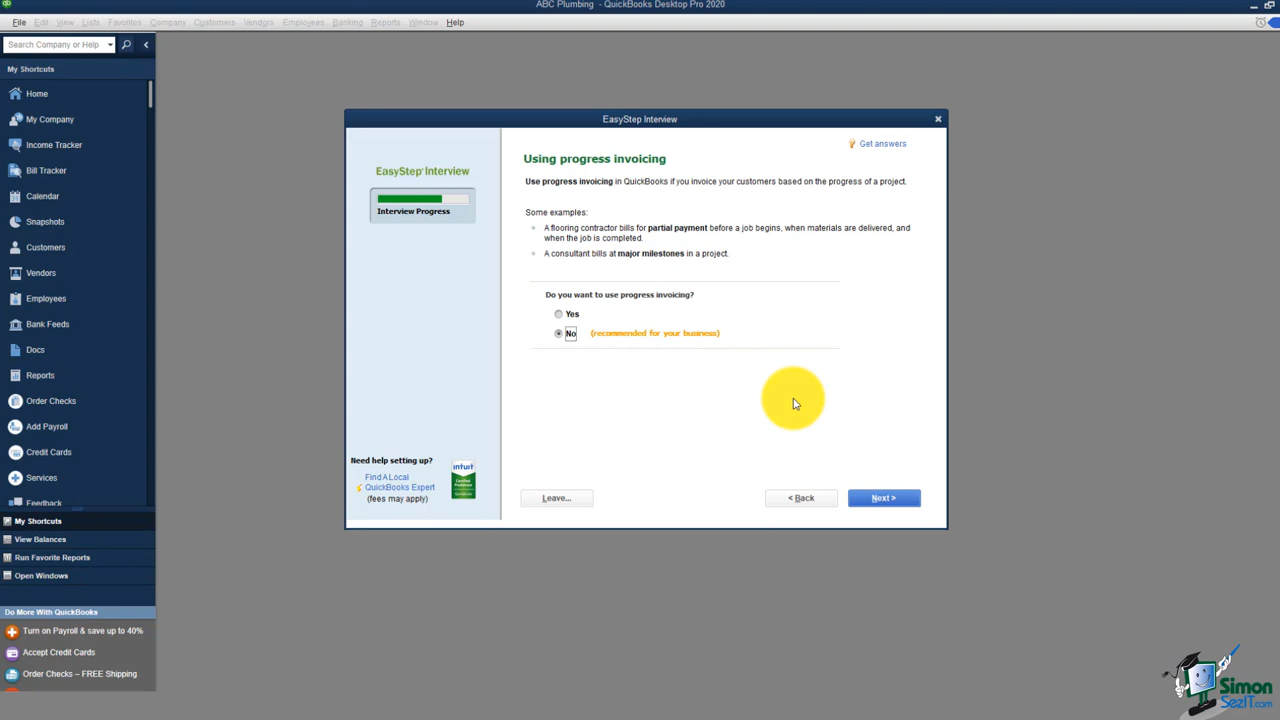 ABC Plumbing - QuickBooks Desktop Pro 2020
File Edit View Lists Favorites Company Customers Vendors Employees Banking Reports Window Help
Search Company or Help
My Shortcuts
Home
My Company
Income Tracker
Bill Tracker
Calendar
Snapshots
Customers
Vendors
Employees
Bank Feeds
Docs
Reports
Order Checks
Add Payroll
Credit Cards
Services
Feedback
My Shortcuts
View Balances
Run Favorite Reports
Open Windows
Do More With QuickBooks
Turn on Payroll & save up to 40%
Accept Credit Cards
Order Checks – FREE Shipping
EasyStep Interview
EasyStep Interview
Interview Progress
Need help setting up?
Find A Local
QuickBooks Expert
(fees may apply)
intuit
Get answers
Using progress invoicing
Use progress invoicing in QuickBooks if you invoice your customers based on the progress of a project.
Some examples:
A flooring contractor bills for partial payment before a job begins, when materials are delivered, and
when the job is completed.
A consultant bills at major milestones in a project.
Do you want to use progress invoicing?
Yes
No (recommended for your business)
Leave...
< Back
Next >
Simon
SezIT.com